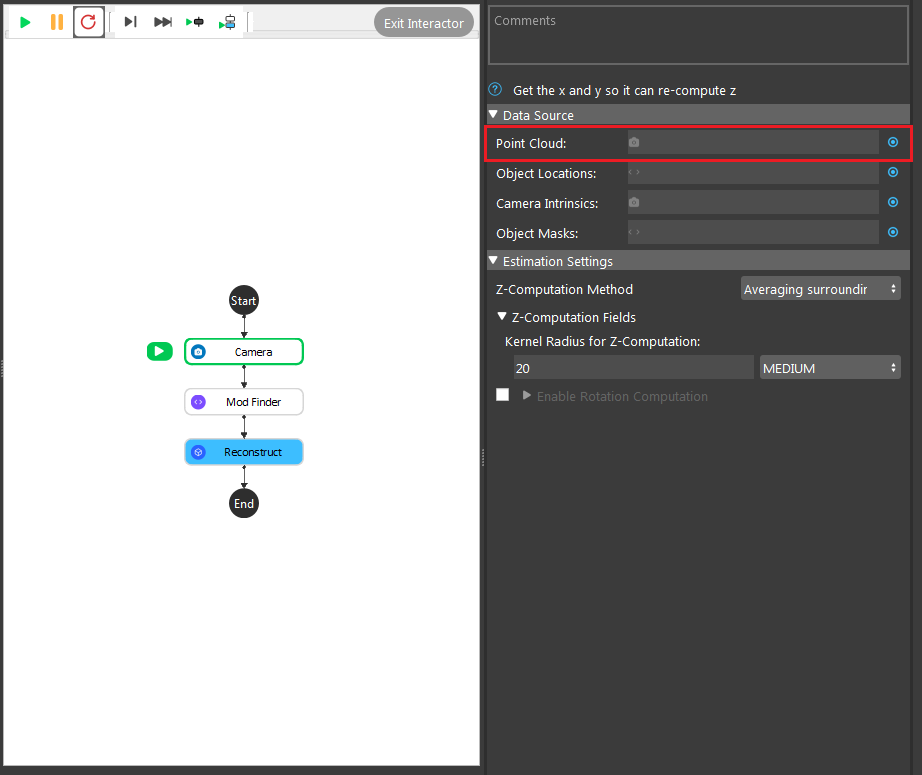 Exit Interactor
Comments
Get the x and y so it can re-compute z
Data Source
Point Cloud:
Object Locations:
Camera Intrinsics:
Object Masks:
Estimation Settings
Z-Computation Method
Averaging surroundir
Z-Computation Fields
Kernel Radius for Z-Computation:
20
MEDIUM
Enable Rotation Computation
Start
Camera
Mod Finder
Reconstruct
End